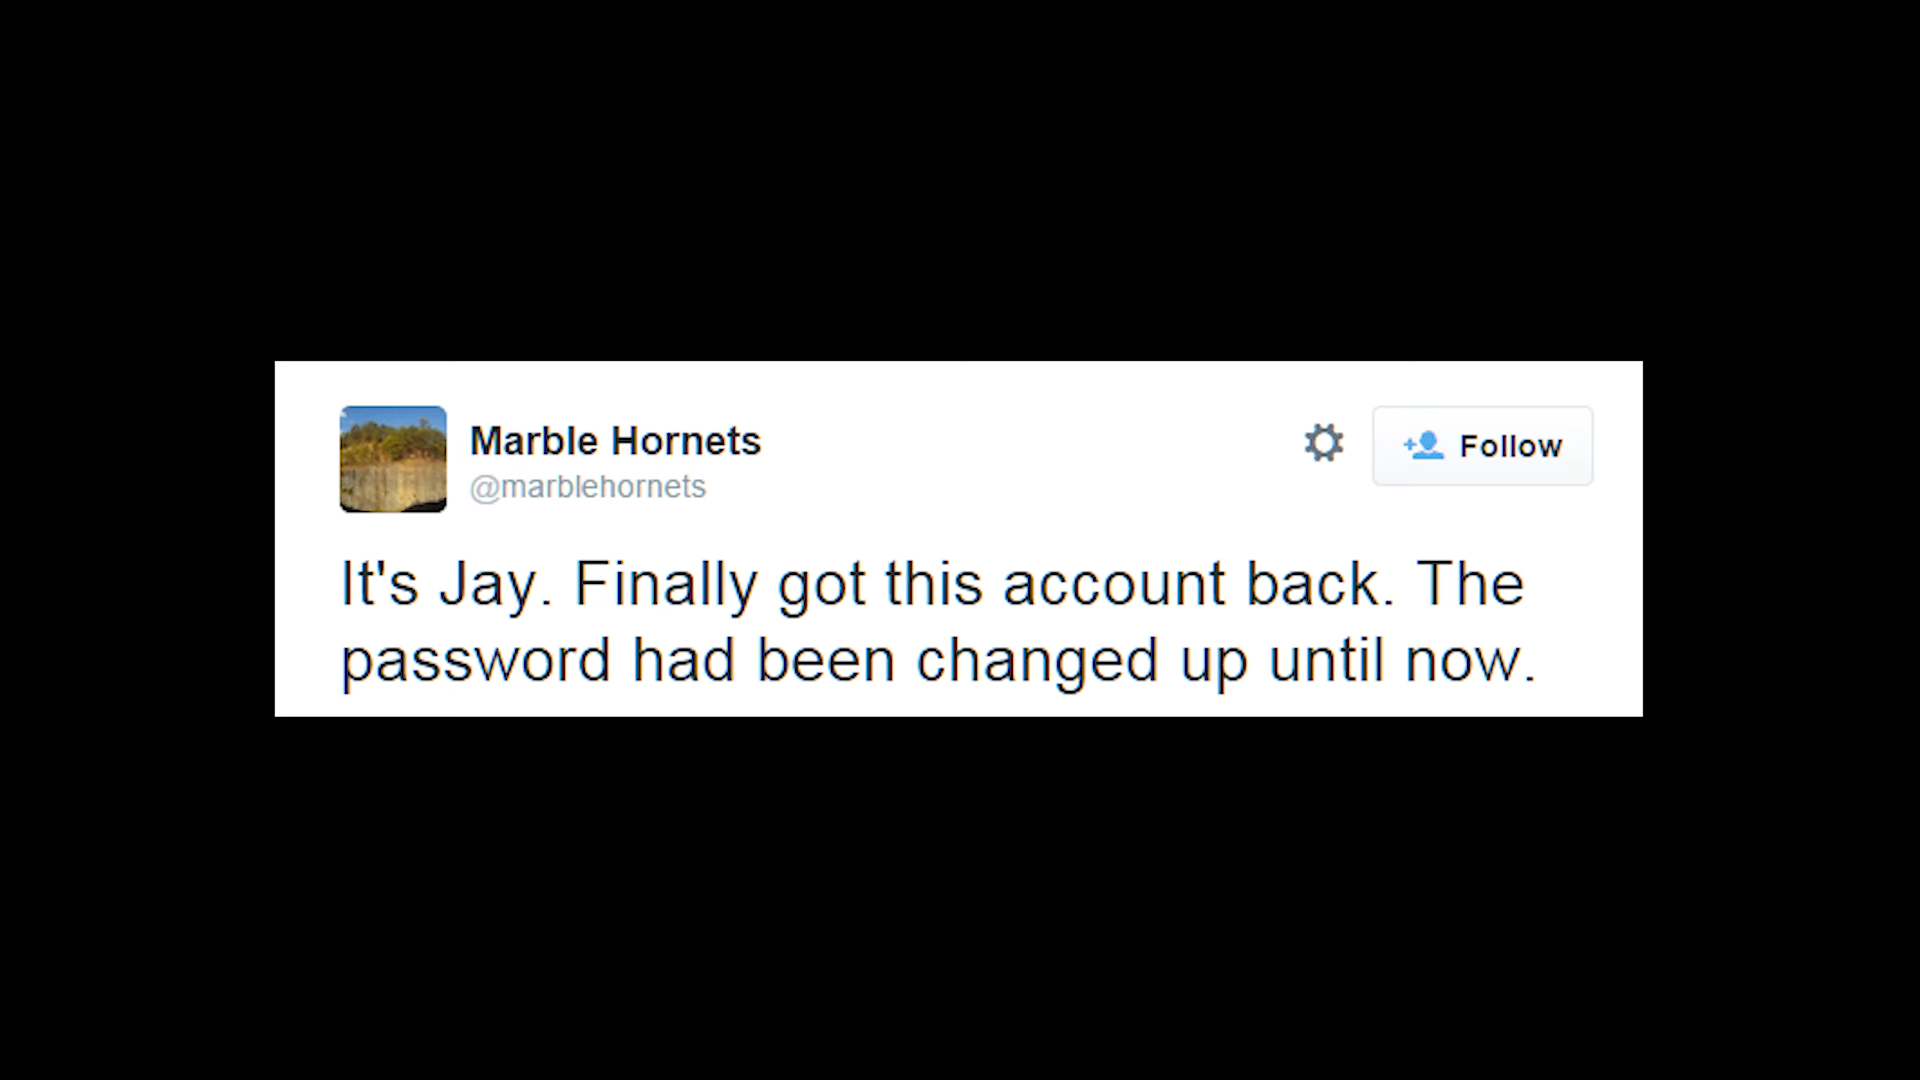 Marble Hornets
@marblehornets
Follow
It's Jay. Finally got this account back. The
password had been changed up until now.